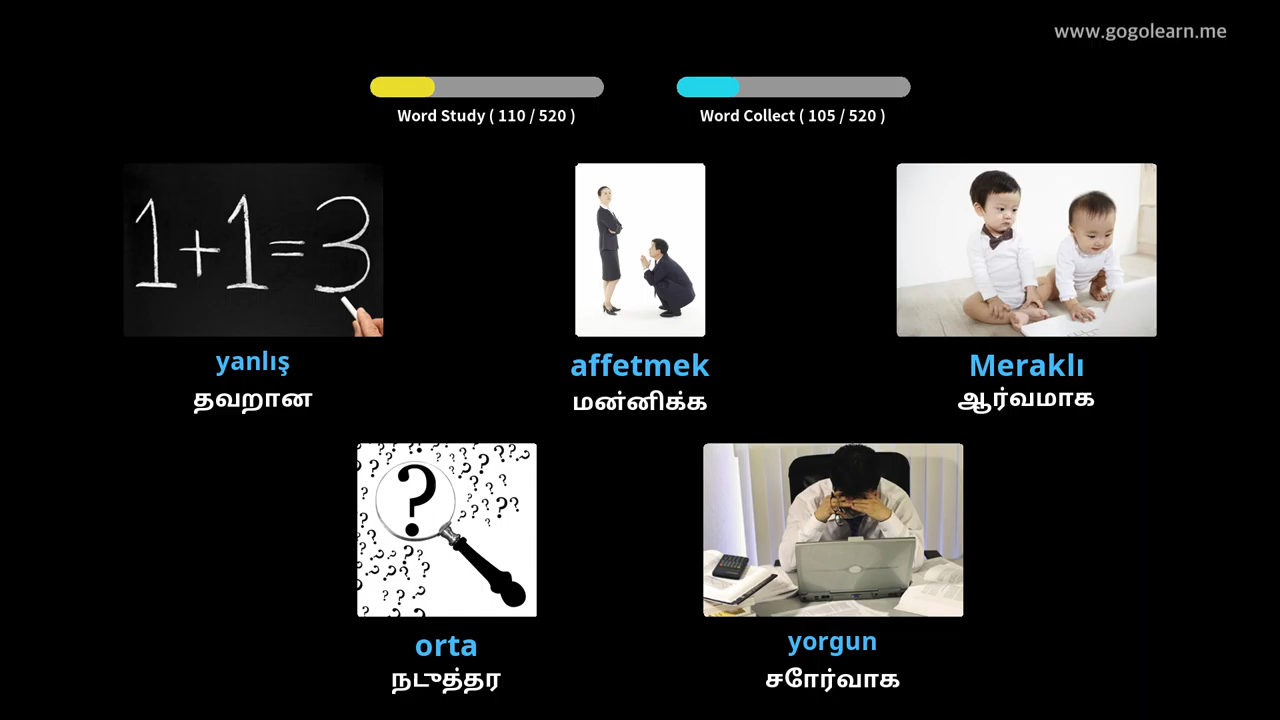 www.gogolearn.me
Word Study ( 110 / 520 )
Word Collect ( 105 / 520 )
1+1=3
yanlış
தவறான
affetmek
மன்னிக்க
Meraklı
ஆர்வமாக
?
orta
நடுத்தர
yorgun
சோர்வாக